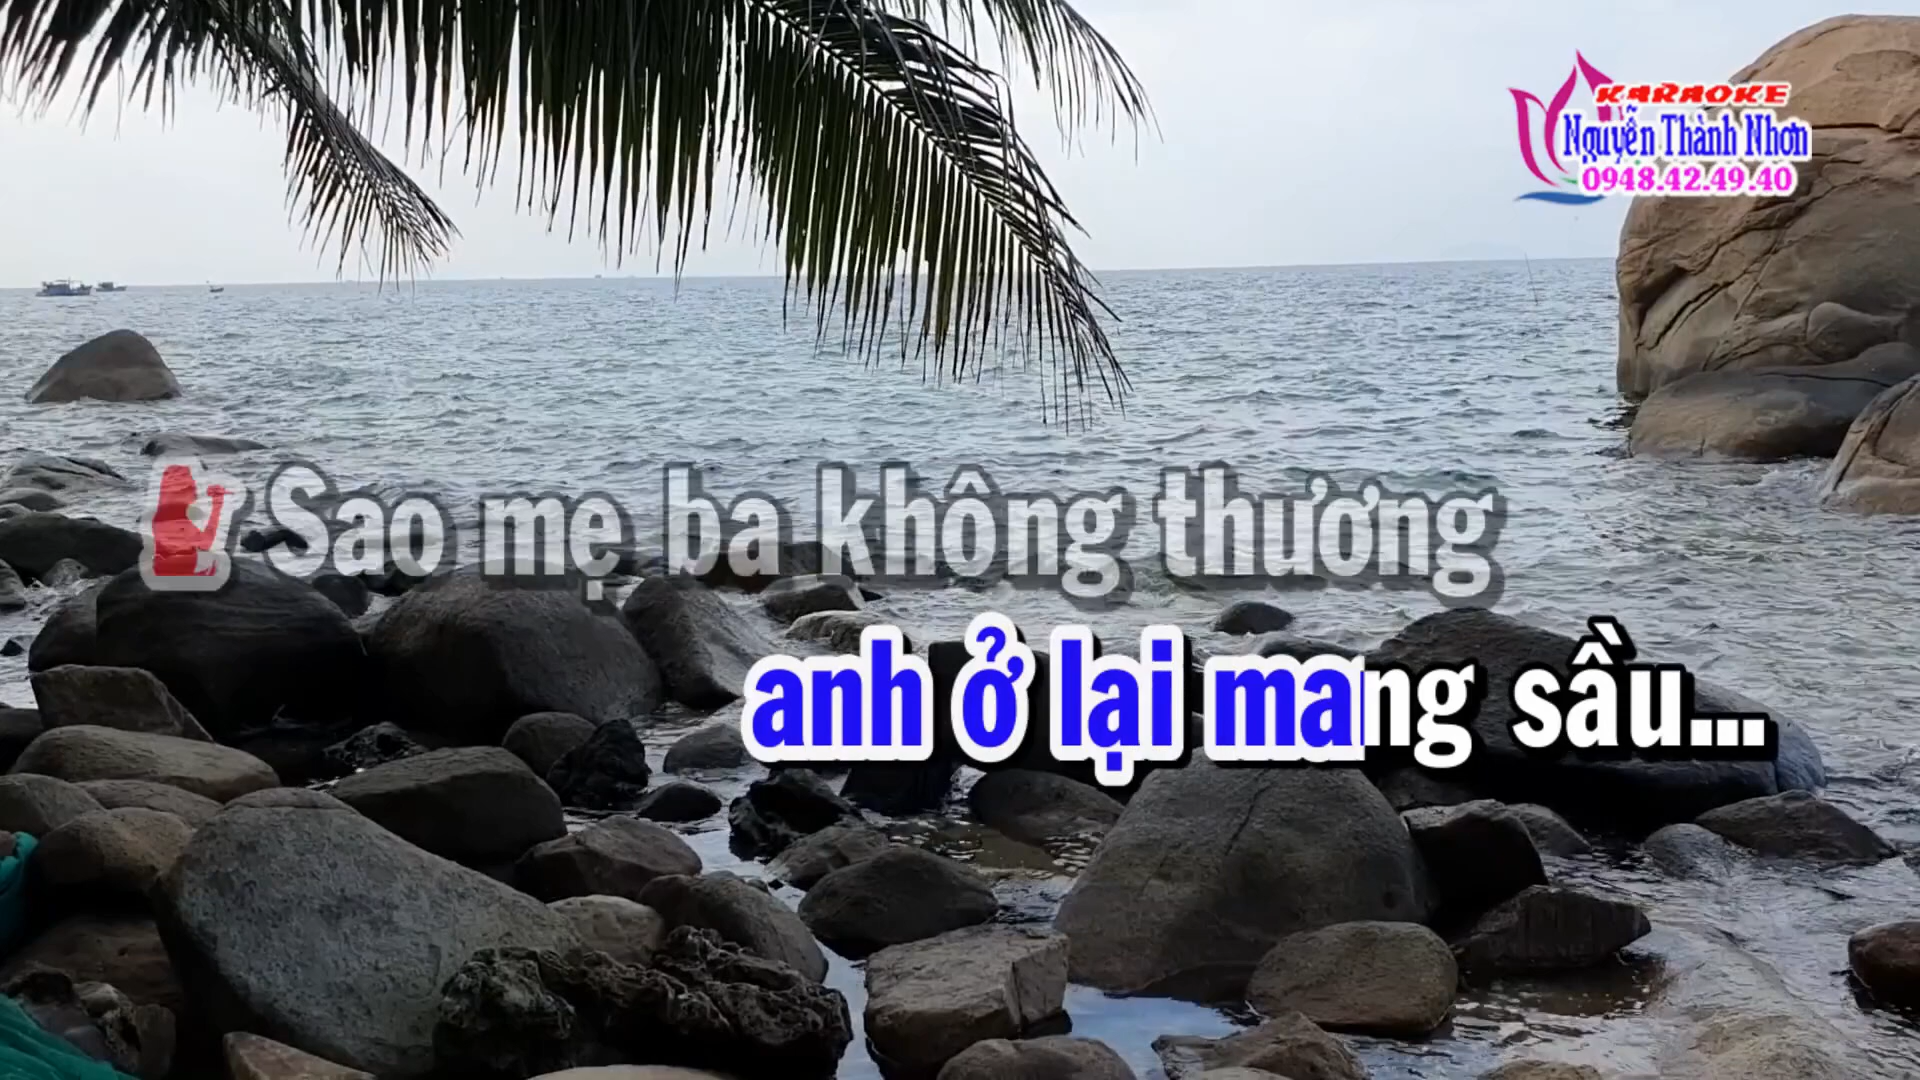 KARAOKE
Nguyễn Thành Nhơn
0948.42.49.40
Sao mẹ ba không thương
anh ở lại mang sầu...